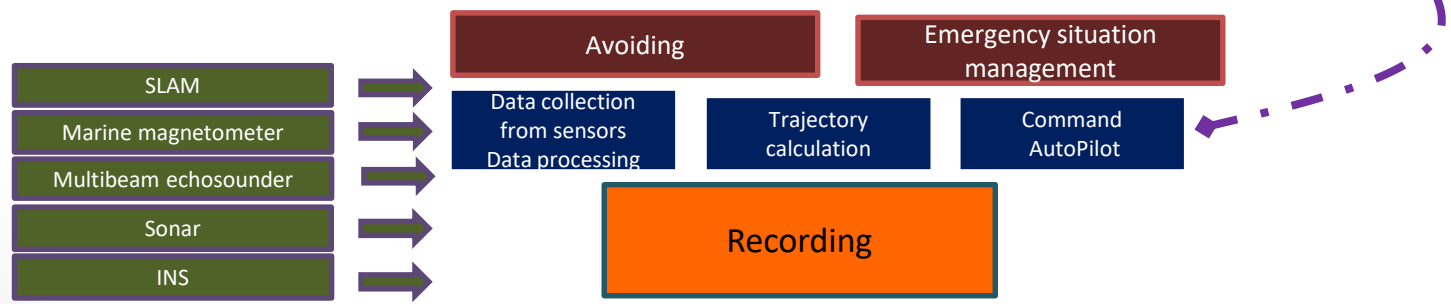 SLAM
Marine magnetometer
Multibeam echosounder
Sonar
INS
Avoiding
Emergency situation
management
Data collection
from sensors
Data processing
Trajectory
calculation
Command
AutoPilot
Recording